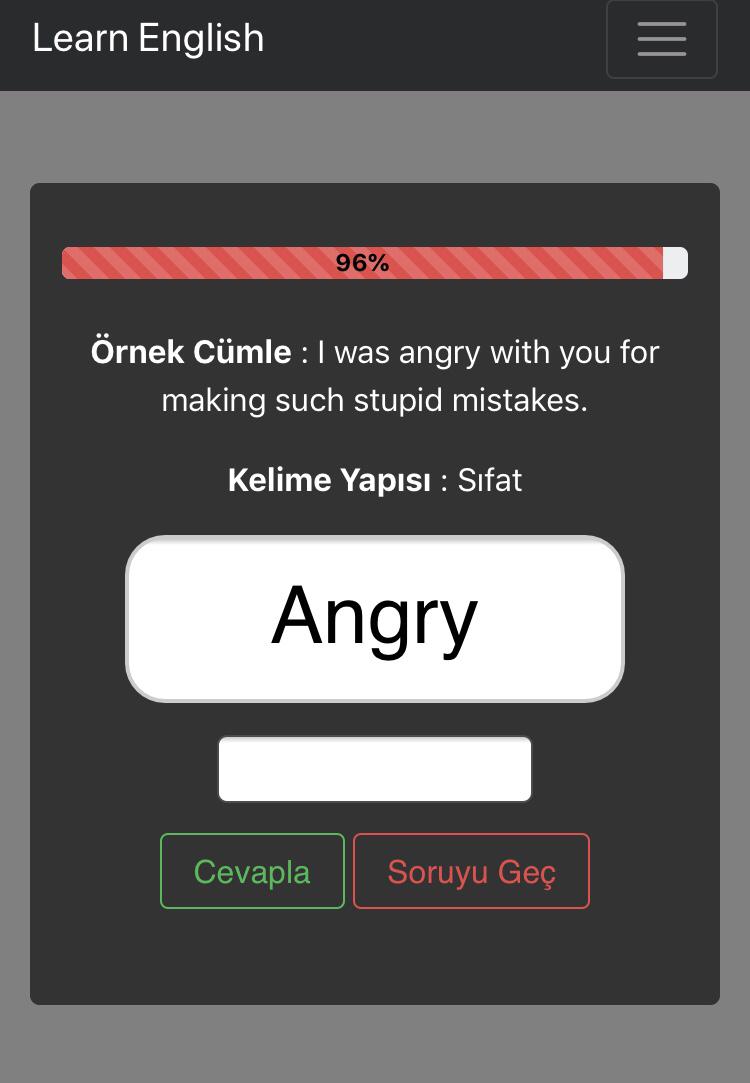 Learn English
96%
Örnek Cümle : I was angry with you for
making such stupid mistakes.
Kelime Yapısı : Sıfat
Angry
Cevapla
Soruyu Geç